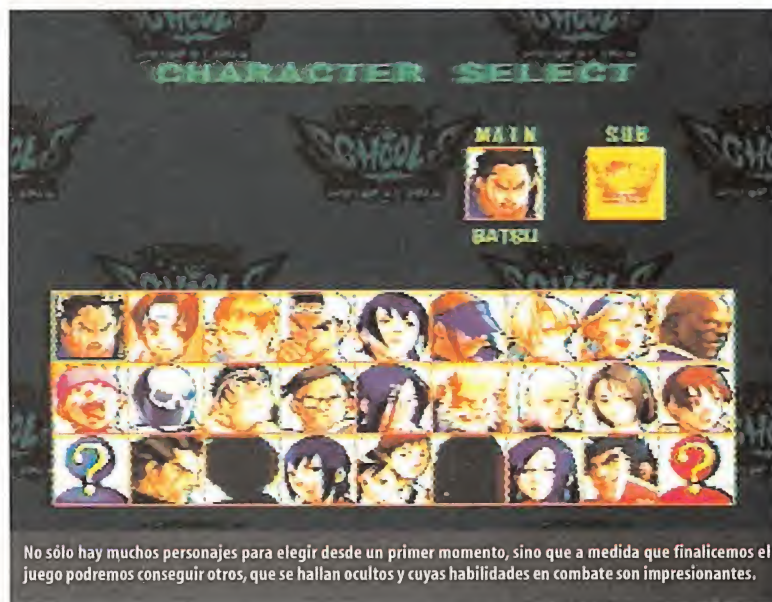 CHARACTER SELECT
MAIN SUB
BATSU
SCHOOLS
No sólo hay muchos personajes para elegir desde un primer momento, sino que a medida que finalicemos el
juego podremos conseguir otros, que se hallan ocultos y cuyas habilidades en combate son impresionantes.